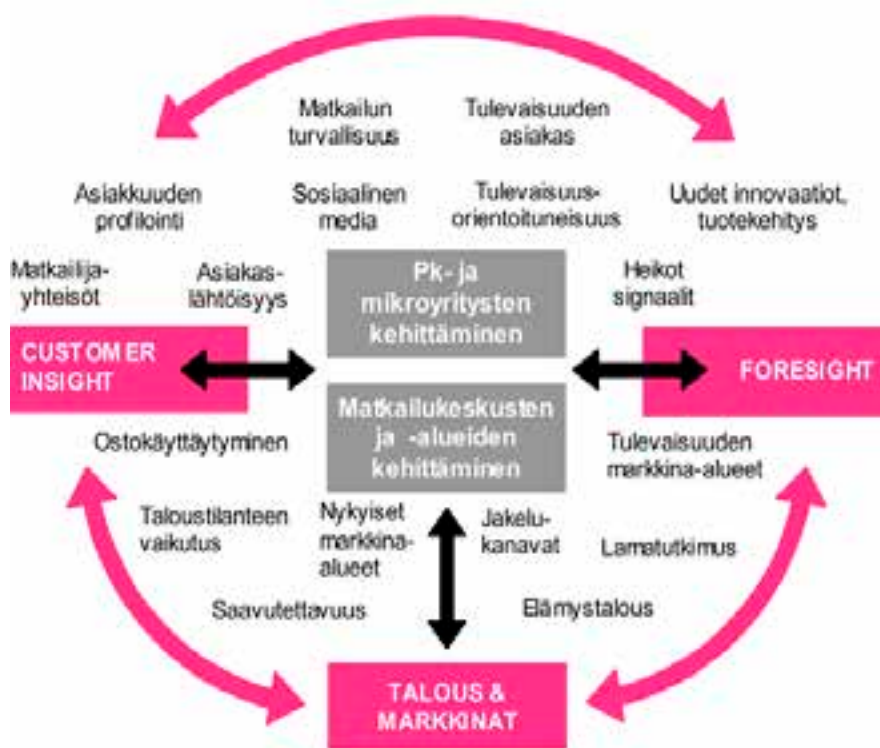 Matkailun
turvallisuus
Tulevaisuuden
asiakas
Asiakkuuden
profilointi
Sosiaalinen
media
Tulevaisuus-
orientoituneisuus
Uudet innovaatiot,
tuotekehitys
Matkailija-
yhteisöt
Asiakas-
lähtöisyys
Pk- ja
mikroyritysten
kehittäminen
Heikot
signaalit
CUSTOMER
INSIGHT
FORESIGHT
Matkailukeskusten
ja -alueiden
kehittäminen
Ostokäyttäytyminen
Tulevaisuuden
markkina-alueet
Taloustilanteen
vaikutus
Nykyiset
markkina-
alueet
Jakelu-
kanavat
Lamatutkimus
Saavutettavuus
Elämystalous
TALOUS &
MARKKINAT